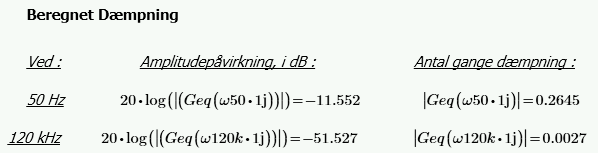 Beregnet Dæmpning
Ved : Amplitudepåvirkning, i dB : Antal gange dæmpning :
50 Hz 20·log(|(Geq(ω50·1j))|)=−11.552 |Geq(ω50·1j)|=0.2645
120 kHz 20·log(|(Geq(ω120k·1j))|)=−51.527 |Geq(ω120k·1j)|=0.0027